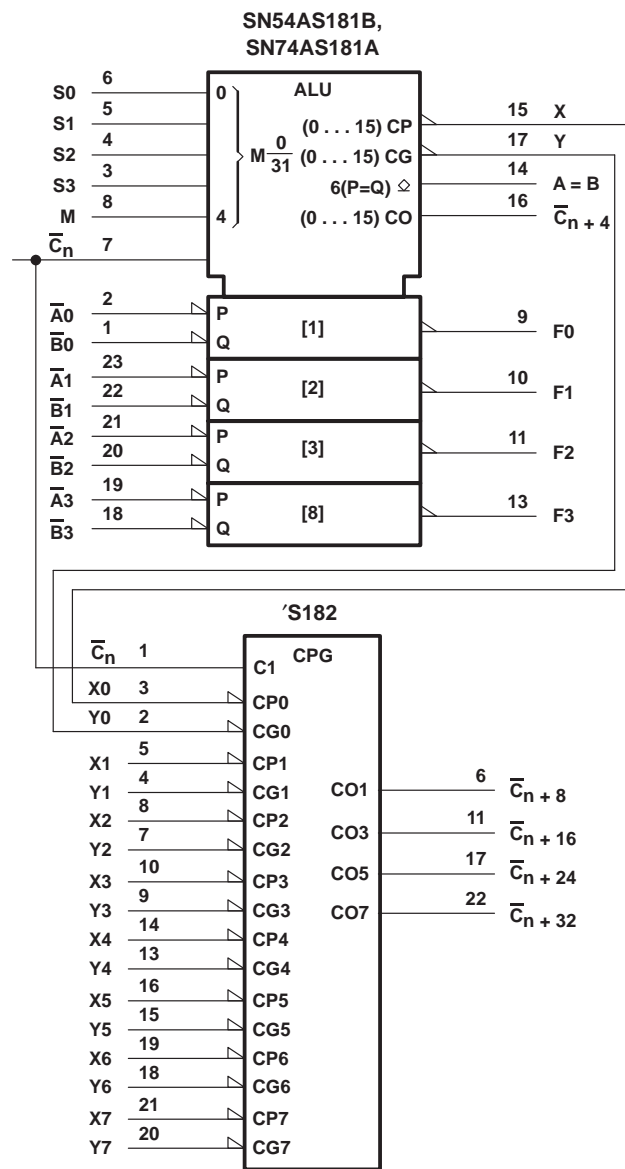 SN54AS181B,
SN74AS181A
ALU
S0 6 0
S1 5
S2 4
S3 3
M 8 4
C̅n 7
M 0/31
(0 . . . 15) CP 15 X
(0 . . . 15) CG 17 Y
6(P=Q) ⎐ 14 A = B
(0 . . . 15) CO 16 C̅n + 4
A̅0 2 P
B̅0 1 Q
[1] 9 F0
A̅1 23 P
B̅1 22 Q
[2] 10 F1
A̅2 21 P
B̅2 20 Q
[3] 11 F2
A̅3 19 P
B̅3 18 Q
[8] 13 F3
′S182
CPG
C̅n 1 C1
X0 3 CP0
Y0 2 CG0
X1 5 CP1
Y1 4 CG1
X2 8 CP2
Y2 7 CG2
X3 10 CP3
Y3 9 CG3
X4 14 CP4
Y4 13 CG4
X5 16 CP5
Y5 15 CG5
X6 19 CP6
Y6 18 CG6
X7 21 CP7
Y7 20 CG7
CO1 6 C̅n + 8
CO3 11 C̅n + 16
CO5 17 C̅n + 24
CO7 22 C̅n + 32